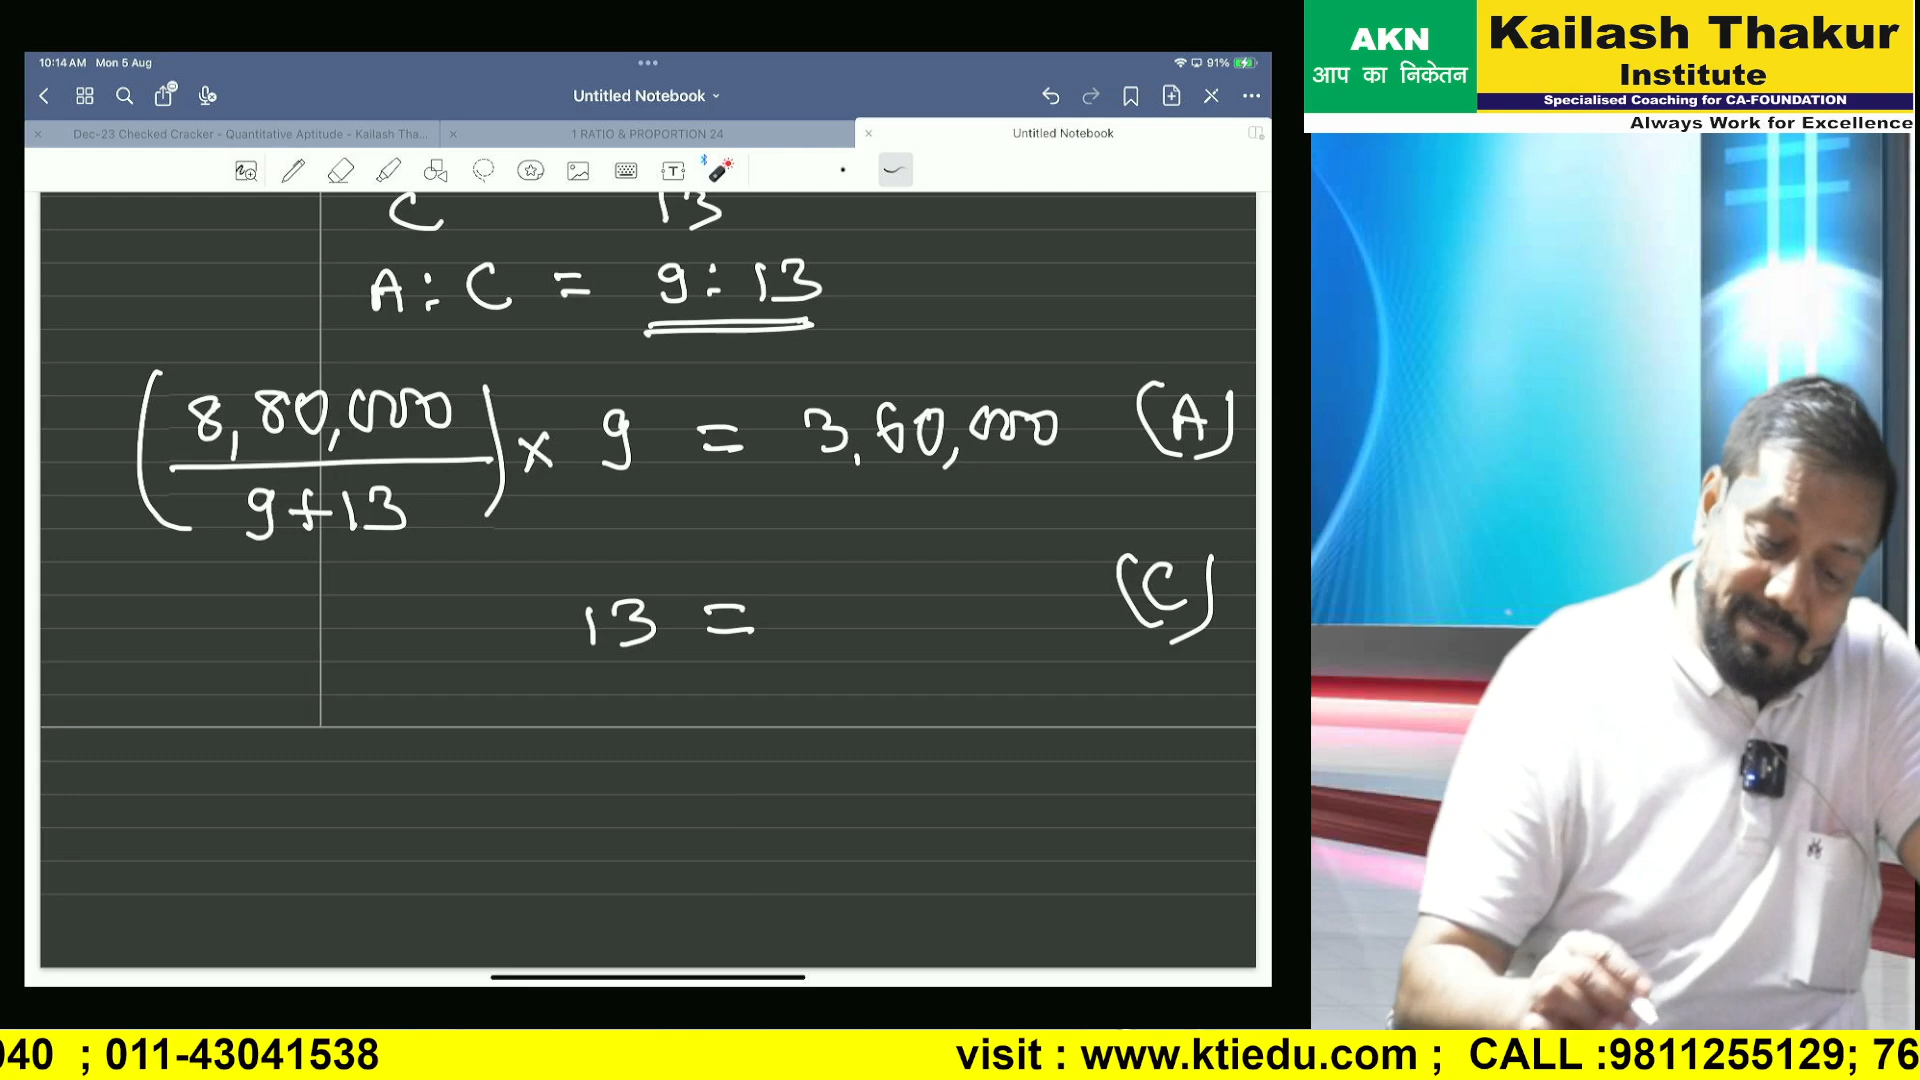 10:14 AM Mon 5 Aug
91%
Untitled Notebook
Dec-23 Checked Cracker - Quantitative Aptitude - Kailash Tha...
1 RATIO & PROPORTION 24
Untitled Notebook
C 13
A : C = 9 : 13
(8,80,000 / 9+13) × 9 = 3,60,000 (A)
13 = (C)
AKN
आप का निकेतन
Kailash Thakur
Institute
Specialised Coaching for CA-FOUNDATION
Always Work for Excellence
040 ; 011-43041538 visit : www.ktiedu.com ; CALL :9811255129; 76